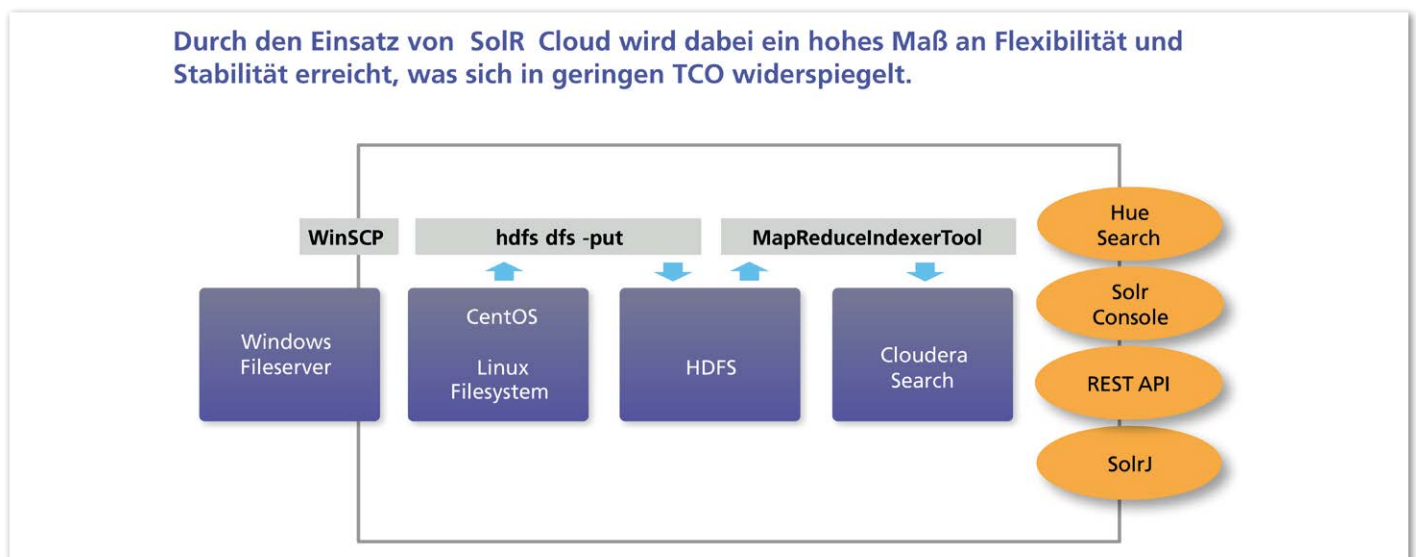 Durch den Einsatz von SolR Cloud wird dabei ein hohes Maß an Flexibilität und
Stabilität erreicht, was sich in geringen TCO widerspiegelt.
WinSCP
hdfs dfs -put
MapReduceIndexerTool
Windows
Fileserver
CentOS
Linux
Filesystem
HDFS
Cloudera
Search
Hue
Search
Solr
Console
REST API
SolrJ